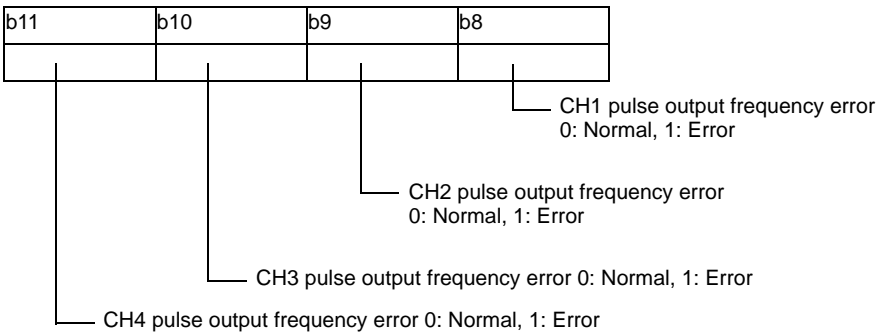 b11 b10 b9 b8
CH1 pulse output frequency error
0: Normal, 1: Error
CH2 pulse output frequency error
0: Normal, 1: Error
CH3 pulse output frequency error 0: Normal, 1: Error
CH4 pulse output frequency error 0: Normal, 1: Error